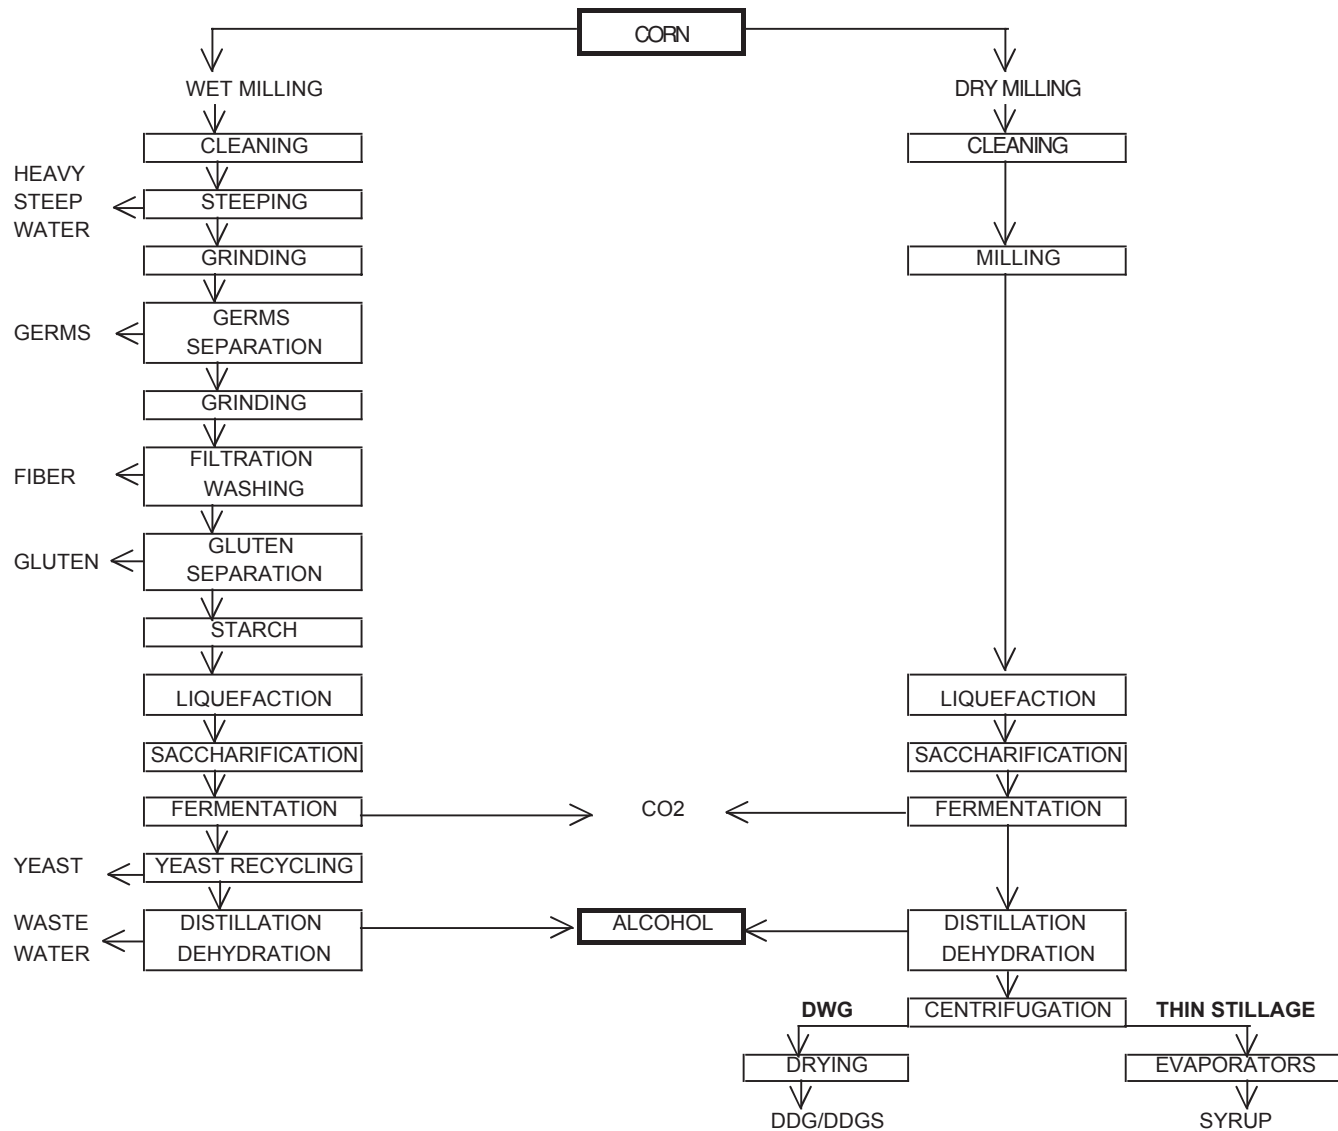 CORN
WET MILLING
DRY MILLING
CLEANING
CLEANING
HEAVY
STEEP
WATER
STEEPING
GRINDING
MILLING
GERMS
GERMS
SEPARATION
GRINDING
FIBER
FILTRATION
WASHING
GLUTEN
GLUTEN
SEPARATION
STARCH
LIQUEFACTION
LIQUEFACTION
SACCHARIFICATION
SACCHARIFICATION
FERMENTATION
CO2
FERMENTATION
YEAST
YEAST RECYCLING
WASTE
WATER
DISTILLATION
DEHYDRATION
ALCOHOL
DISTILLATION
DEHYDRATION
DWG
CENTRIFUGATION
THIN STILLAGE
DRYING
EVAPORATORS
DDG/DDGS
SYRUP